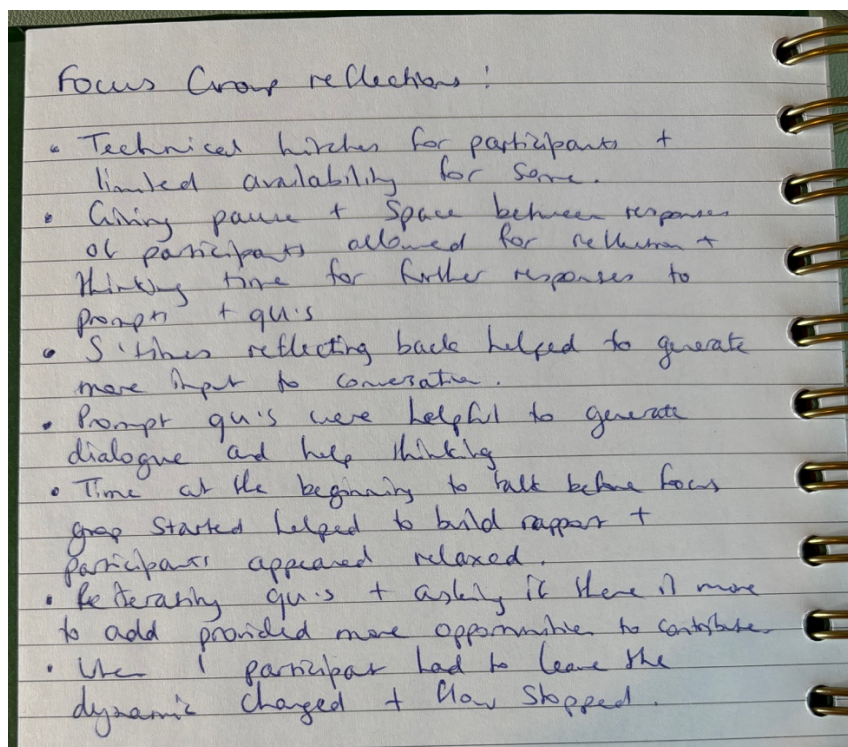 Focus Group reflections:
• Technical hitches for participants +
limited availability for some.
• Giving pause + space between responses
of participants allowed for reflection +
thinking time for further responses to
prompts + qu's
• S'times reflecting back helped to generate
more input to conversation.
• Prompt qu's were helpful to generate
dialogue and help thinking
• Time at the beginning to talk before focus
group started helped to build rapport +
participants appeared relaxed.
• Reiterating qu's + asking if there is more
to add provided more opportunities to contribute.
• When 1 participant had to leave the
dynamic changed + flow stopped.